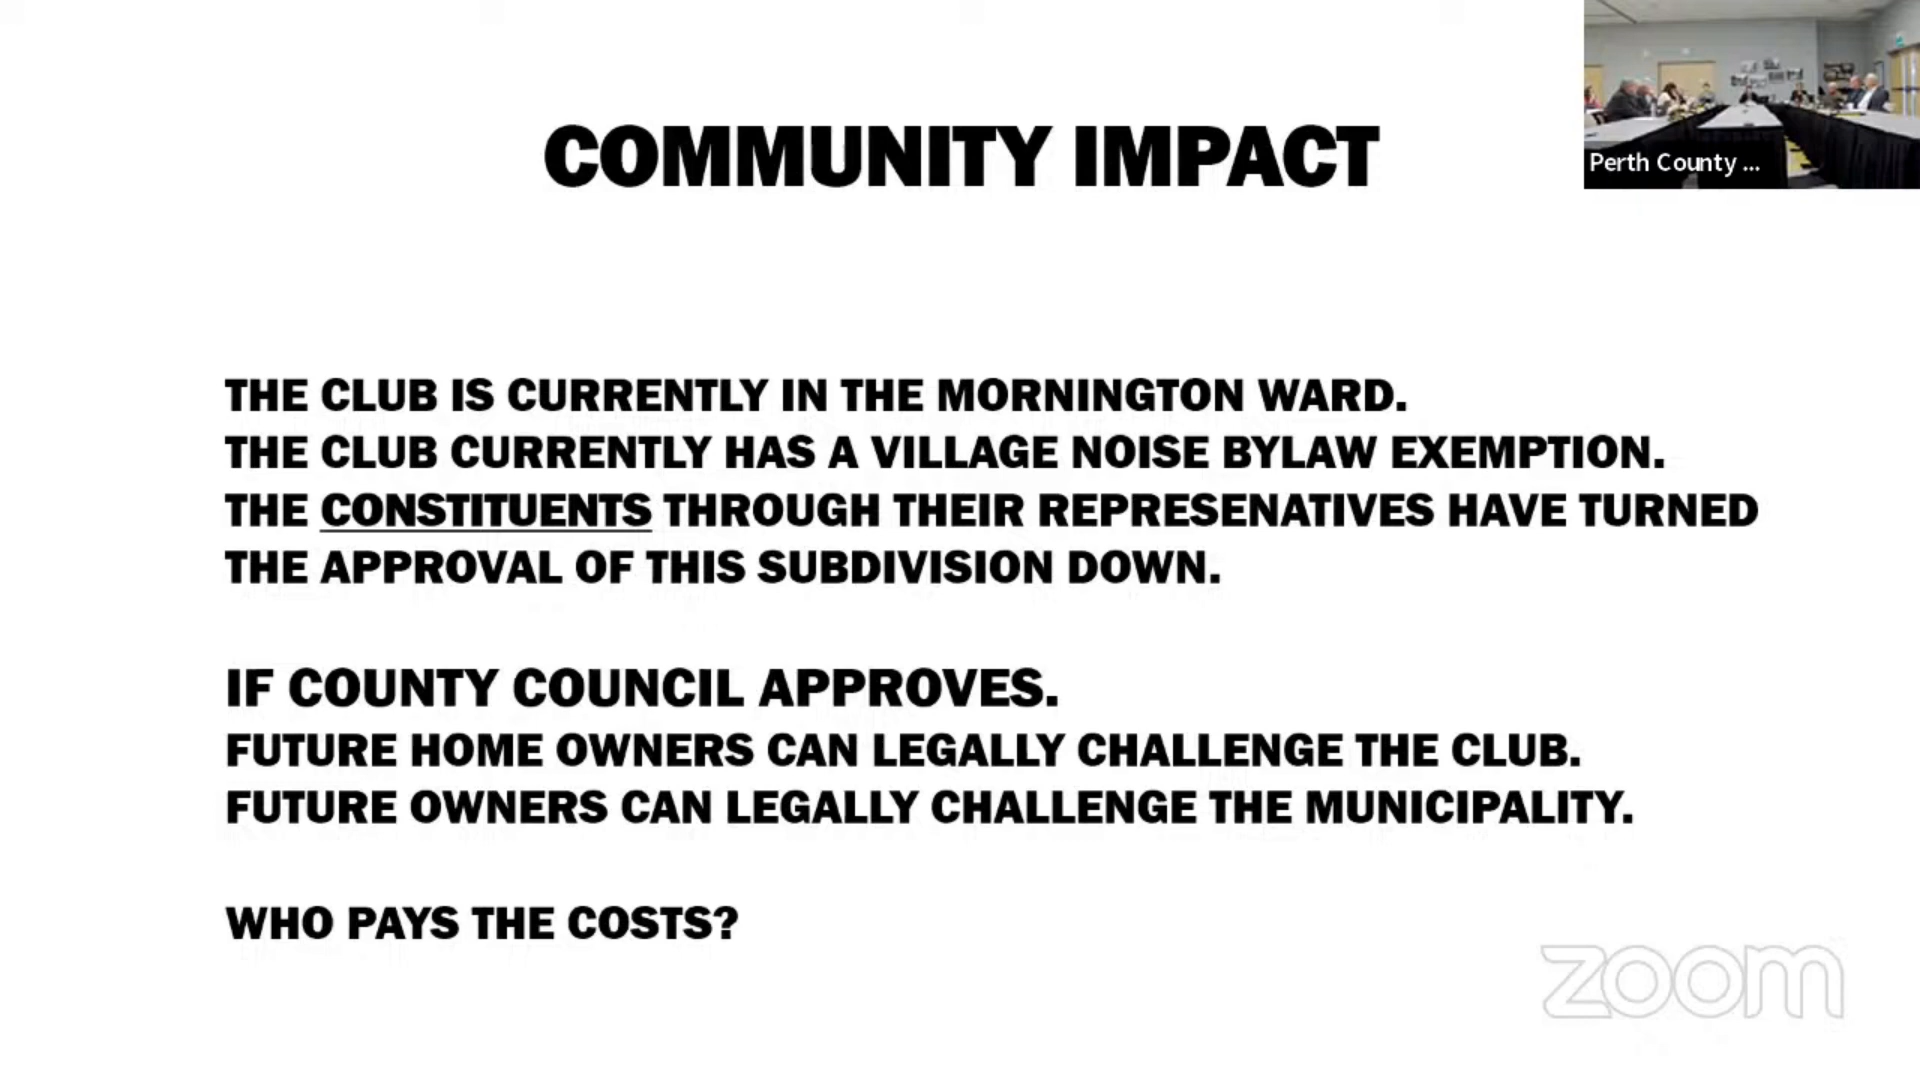 COMMUNITY IMPACT
Perth County ...
THE CLUB IS CURRENTLY IN THE MORNINGTON WARD.
THE CLUB CURRENTLY HAS A VILLAGE NOISE BYLAW EXEMPTION.
THE CONSTITUENTS THROUGH THEIR REPRESENATIVES HAVE TURNED
THE APPROVAL OF THIS SUBDIVISION DOWN.
IF COUNTY COUNCIL APPROVES.
FUTURE HOME OWNERS CAN LEGALLY CHALLENGE THE CLUB.
FUTURE OWNERS CAN LEGALLY CHALLENGE THE MUNICIPALITY.
WHO PAYS THE COSTS?
zoom